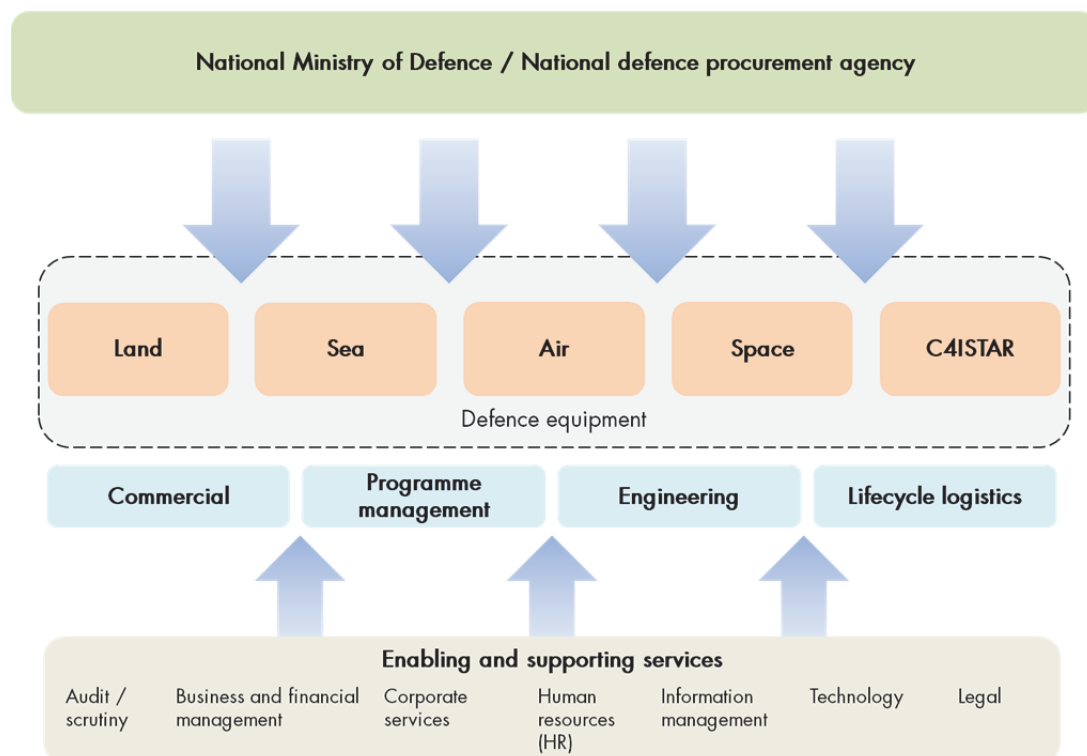 National Ministry of Defence / National defence procurement agency
Land
Sea
Air
Space
C4ISTAR
Defence equipment
Commercial
Programme
management
Engineering
Lifecycle logistics
Enabling and supporting services
Audit /
scrutiny
Business and financial
management
Corporate
services
Human
resources
(HR)
Information
management
Technology
Legal